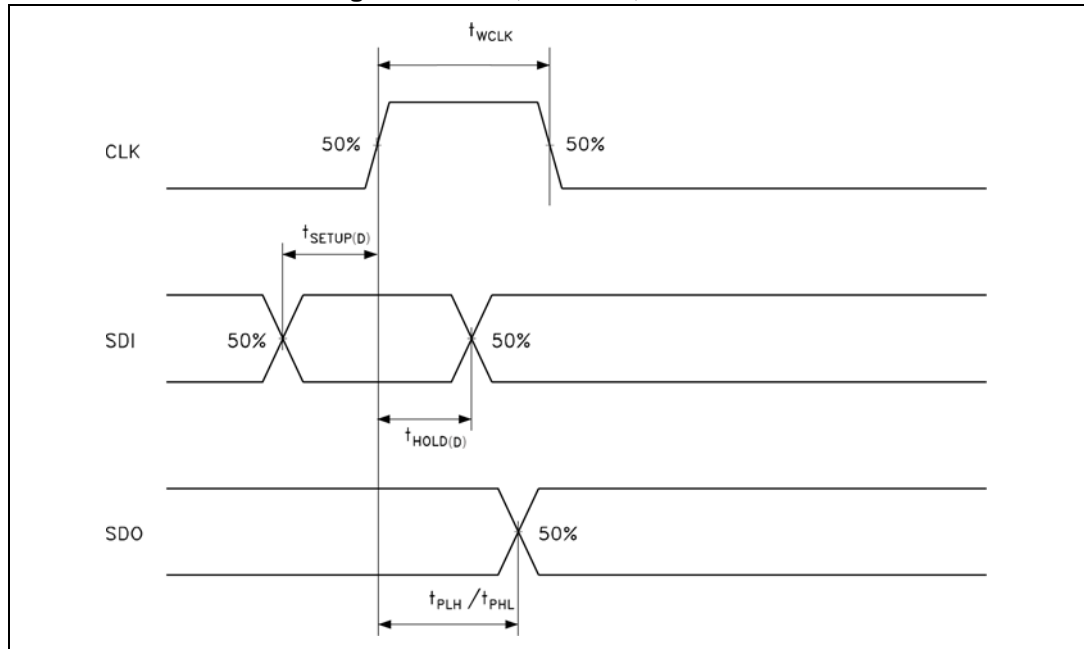 tWCLK
CLK 50% 50%
tSETUP(D)
SDI 50% 50%
tHOLD(D)
SDO 50%
tPLH /tPHL